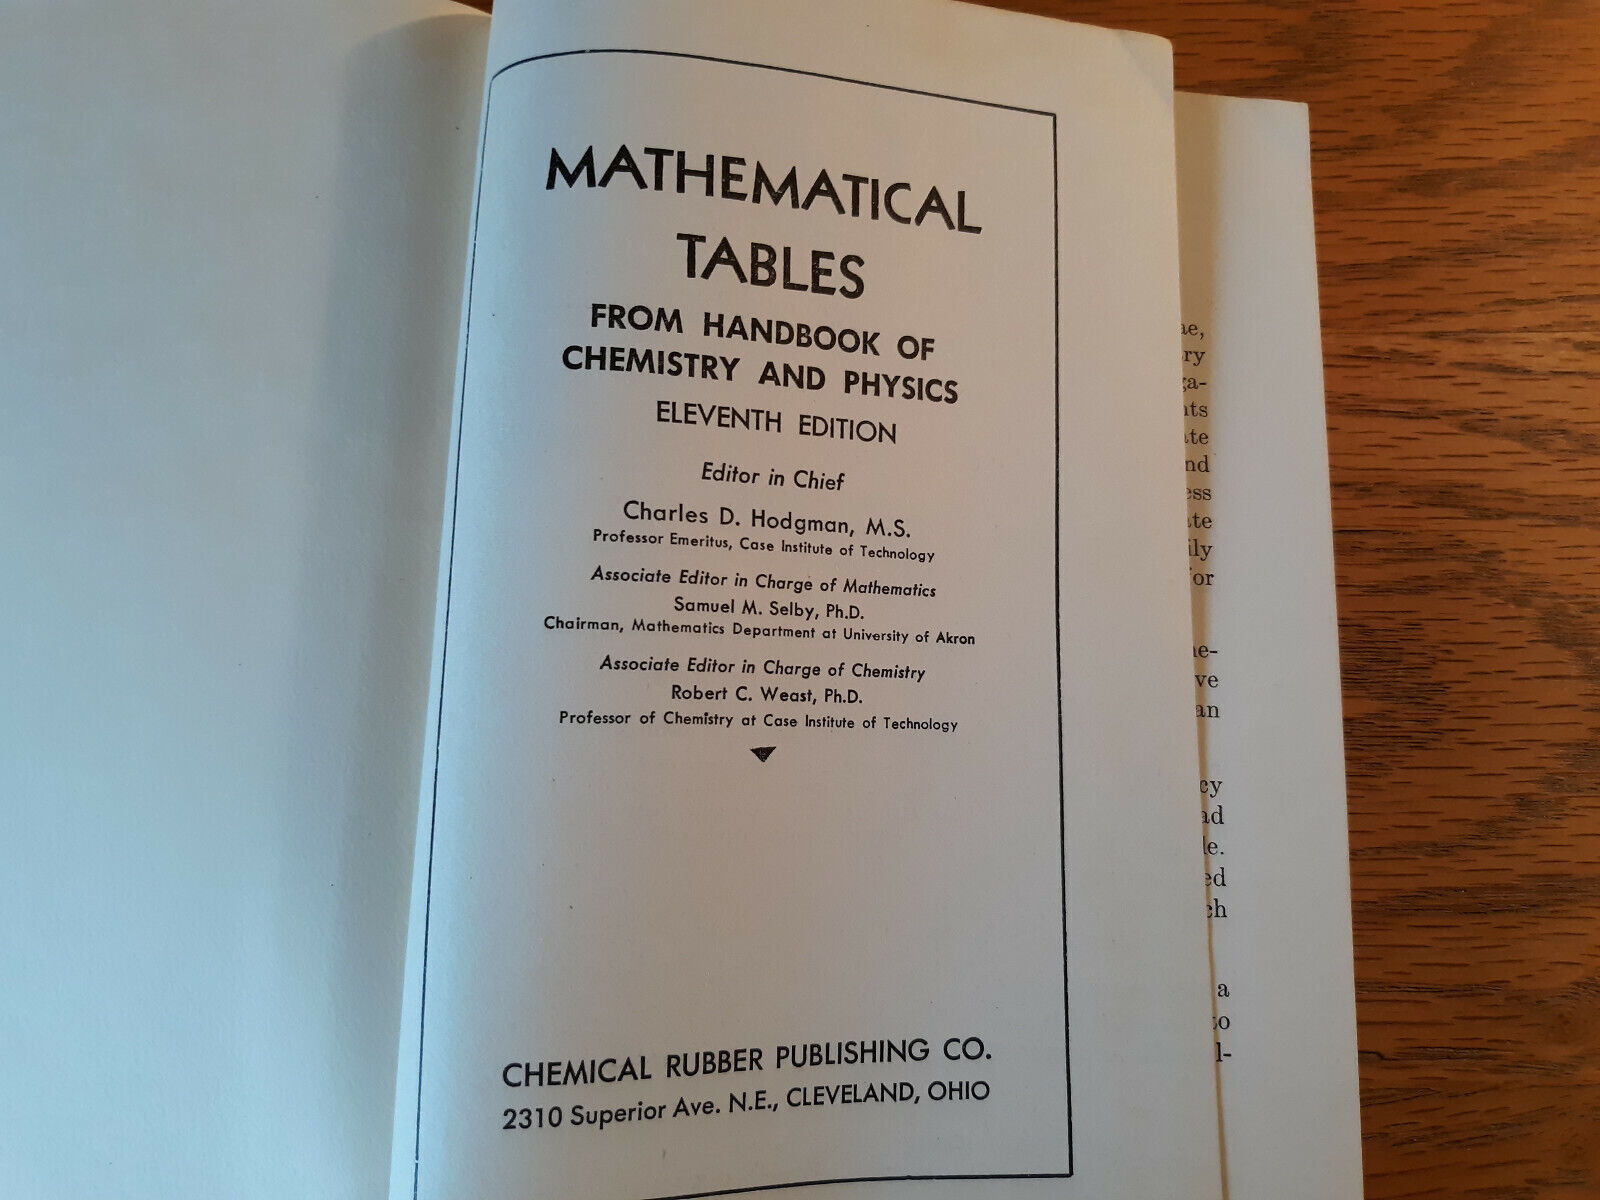 MATHEMATICAL
TABLES
FROM HANDBOOK OF
CHEMISTRY AND PHYSICS
ELEVENTH EDITION
Editor in Chief
Charles D. Hodgman, M.S.
Professor Emeritus, Case Institute of Technology
Associate Editor in Charge of Mathematics
Samuel M. Selby, Ph.D.
Chairman, Mathematics Department at University of Akron
Associate Editor in Charge of Chemistry
Robert C. Weast, Ph.D.
Professor of Chemistry at Case Institute of Technology
CHEMICAL RUBBER PUBLISHING CO.
2310 Superior Ave. N.E., CLEVELAND, OHIO
a